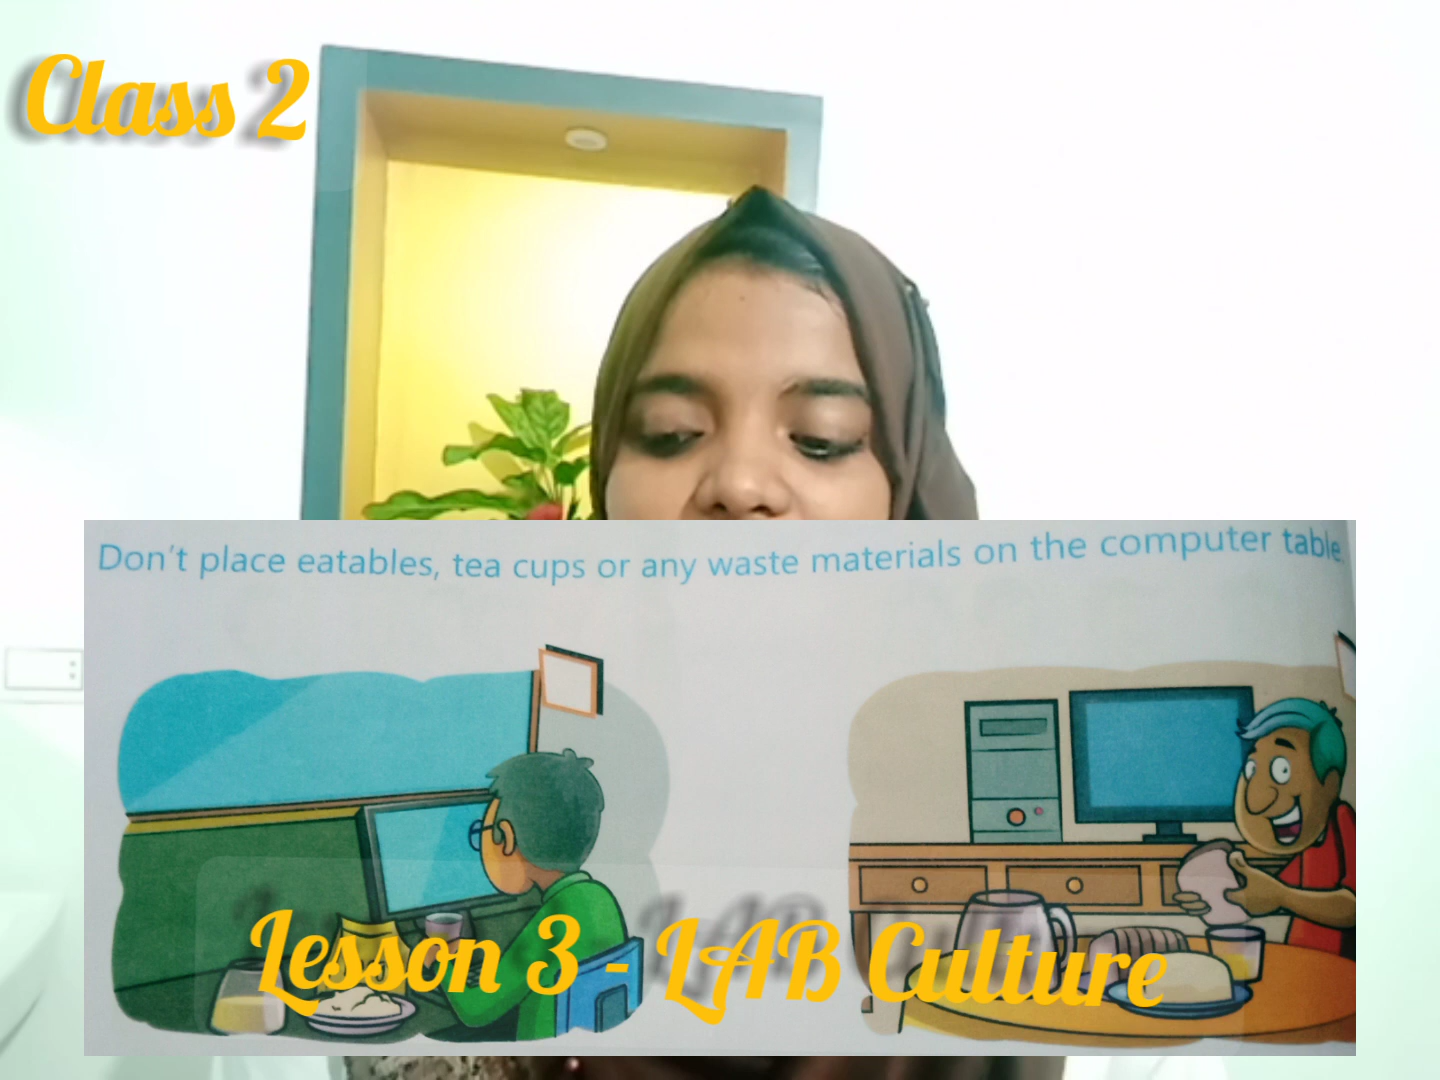 Class 2
Don't place eatables, tea cups or any waste materials on the computer table.
Lesson 3 - LAB Culture